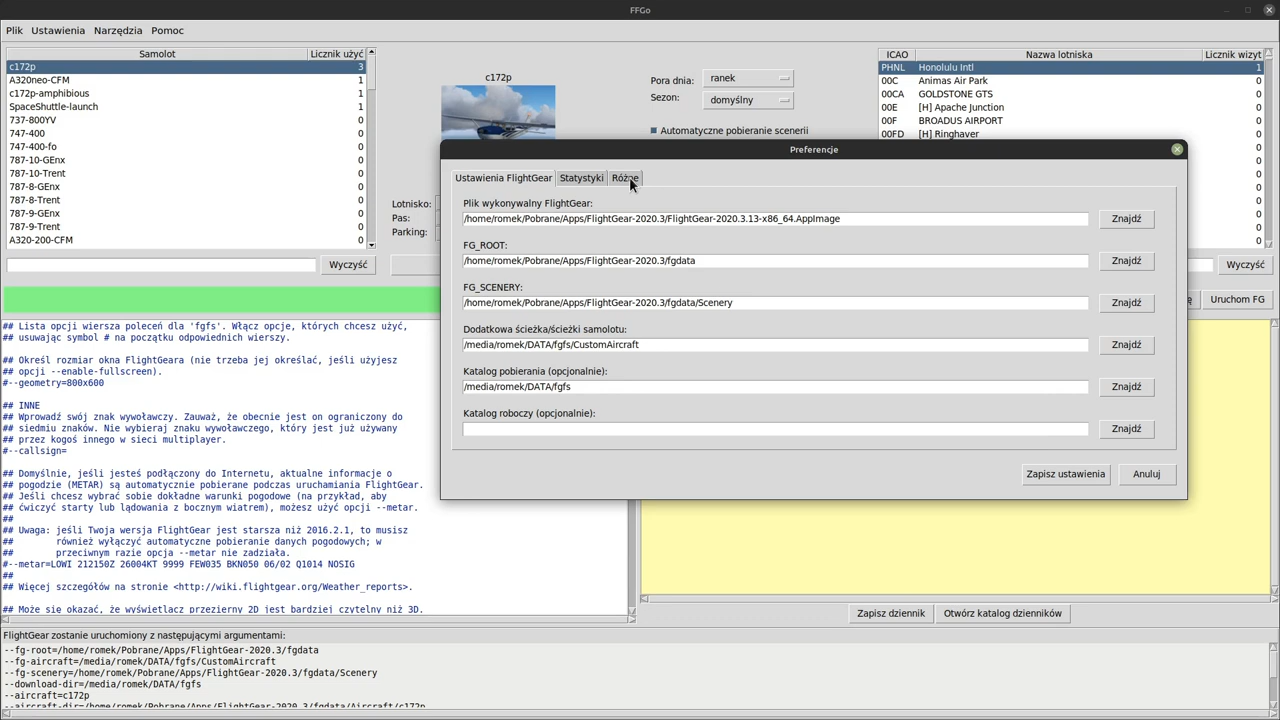 FFGo
Plik Ustawienia Narzędzia Pomoc
Samolot Licznik użyć
c172p 3
A320neo-CFM 1
c172p-amphibious 1
SpaceShuttle-launch 1
737-800YV 0
747-400 0
747-400-fo 0
787-10-GEnx 0
787-10-Trent 0
787-8-GEnx 0
787-8-Trent 0
787-9-GEnx 0
787-9-Trent 0
A320-200-CFM 0
Wyczyść
c172p
Pora dnia: ranek
Sezon: domyślny
Automatyczne pobieranie scenerii
Lotnisko:
Pas:
Parking:
ICAO Nazwa lotniska Licznik wizyt
PHNL Honolulu Intl 1
00C Animas Air Park 0
00CA GOLDSTONE GTS 0
00E [H] Apache Junction 0
00F BROADUS AIRPORT 0
00FD [H] Ringhaver 0
Wyczyść
Uruchom FG
Preferencje
Ustawienia FlightGear Statystyki Różne
Plik wykonywalny FlightGear:
/home/romek/Pobrane/Apps/FlightGear-2020.3/FlightGear-2020.3.13-x86_64.AppImage Znajdź
FG_ROOT:
/home/romek/Pobrane/Apps/FlightGear-2020.3/fgdata Znajdź
FG_SCENERY:
/home/romek/Pobrane/Apps/FlightGear-2020.3/fgdata/Scenery Znajdź
Dodatkowa ścieżka/ścieżki samolotu:
/media/romek/DATA/fgfs/CustomAircraft Znajdź
Katalog pobierania (opcjonalnie):
/media/romek/DATA/fgfs Znajdź
Katalog roboczy (opcjonalnie):
Znajdź
Zapisz ustawienia Anuluj
## Lista opcji wiersza poleceń dla 'fgfs'. Włącz opcje, których chcesz użyć,
## usuwając symbol # na początku odpowiednich wierszy.
## Określ rozmiar okna FlightGeara (nie trzeba jej określać, jeśli użyjesz
## opcji --enable-fullscreen).
#--geometry=800x600
## INNE
## Wprowadź swój znak wywoławczy. Zauważ, że obecnie jest on ograniczony do
## siedmiu znaków. Nie wybieraj znaku wywoławczego, który jest już używany
## przez kogoś innego w sieci multiplayer.
#--callsign=
## Domyślnie, jeśli jesteś podłączony do Internetu, aktualne informacje o
## pogodzie (METAR) są automatycznie pobierane podczas uruchamiania FlightGear.
## Jeśli chcesz wybrać sobie dokładne warunki pogodowe (na przykład, aby
## ćwiczyć starty lub lądowania z bocznym wiatrem), możesz użyć opcji --metar.
##
## Uwaga: jeśli Twoja wersja FlightGear jest starsza niż 2016.2.1, to musisz
## również wyłączyć automatyczne pobieranie danych pogodowych; w
## przeciwnym razie opcja --metar nie zadziała.
#--metar=LOWI 212150Z 26004KT 9999 FEW035 BKN050 06/02 Q1014 NOSIG
##
## Więcej szczegółów na stronie <http://wiki.flightgear.org/Weather_reports>.
## Może się okazać, że wyświetlacz przezierny 2D jest bardziej czytelny niż 3D.
Zapisz dziennik Otwórz katalog dzienników
FlightGear zostanie uruchomiony z następującymi argumentami:
--fg-root=/home/romek/Pobrane/Apps/FlightGear-2020.3/fgdata
--fg-aircraft=/media/romek/DATA/fgfs/CustomAircraft
--fg-scenery=/home/romek/Pobrane/Apps/FlightGear-2020.3/fgdata/Scenery
--download-dir=/media/romek/DATA/fgfs
--aircraft=c172p
--aircraft-dir=/home/romek/Pobrane/Apps/FlightGear-2020.3/fgdata/Aircraft/c172p